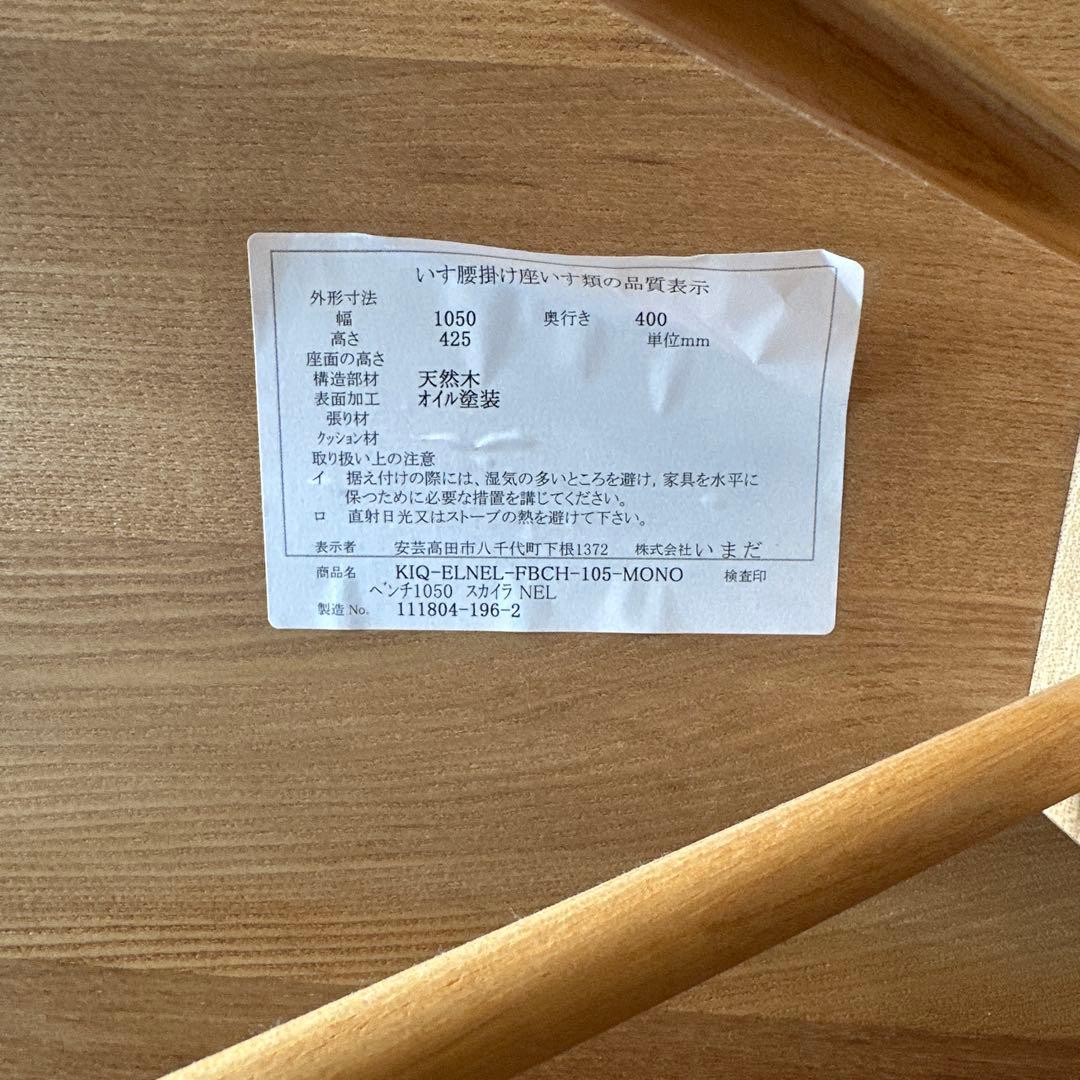 いす腰掛け座いす類の品質表示
外形寸法
幅 1050 奥行き 400
高さ 425 単位mm
座面の高さ
構造部材 天然木
表面加工 ｵｲﾙ塗装
張り材
ｸｯｼｮﾝ材
取り扱い上の注意
イ 据え付けの際には、湿気の多いところを避け,家具を水平に
保つために必要な措置を講じてください。
ロ 直射日光又はストーブの熱を避けて下さい。
表示者 安芸高田市八千代町下根1372 株式会社いまだ
商品名 KIQ-ELNEL-FBCH-105-MONO 検査印
ﾍﾞﾝﾁ1050 ｽｶｲﾗ NEL
製造 No. 111804-196-2